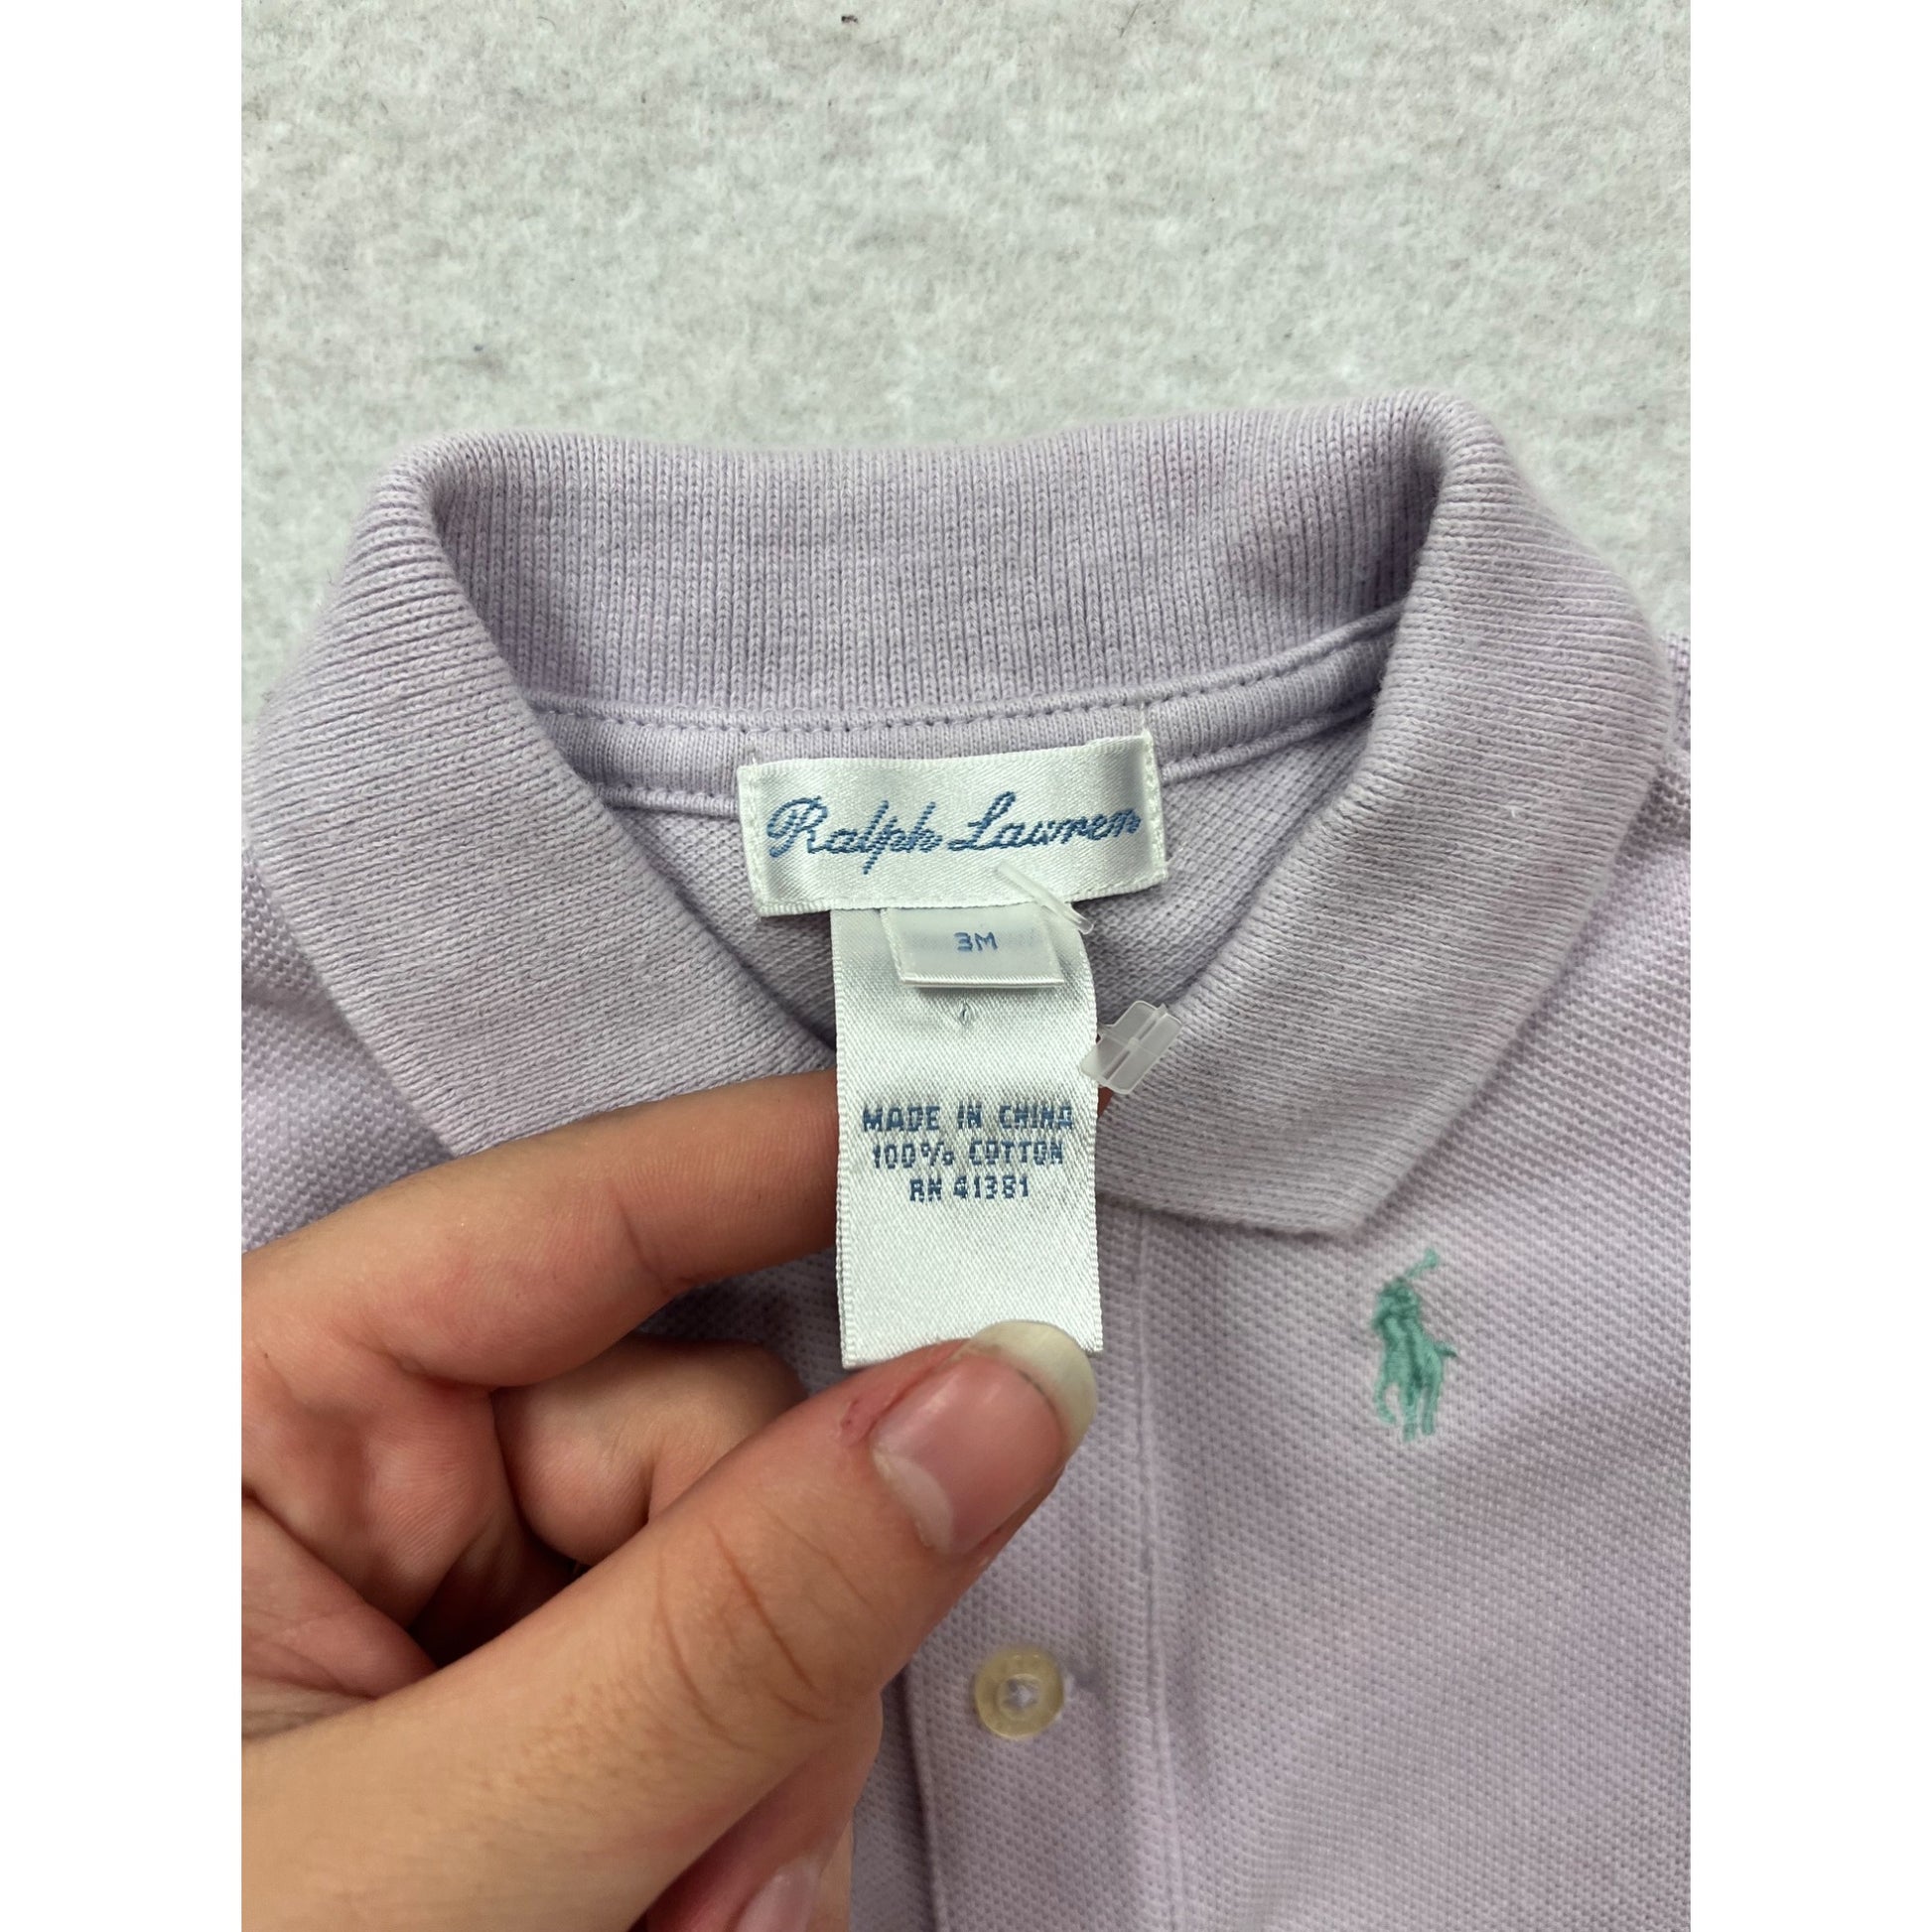 Ralph Lauren
3M
MADE IN CHINA
100% COTTON
RN 41381